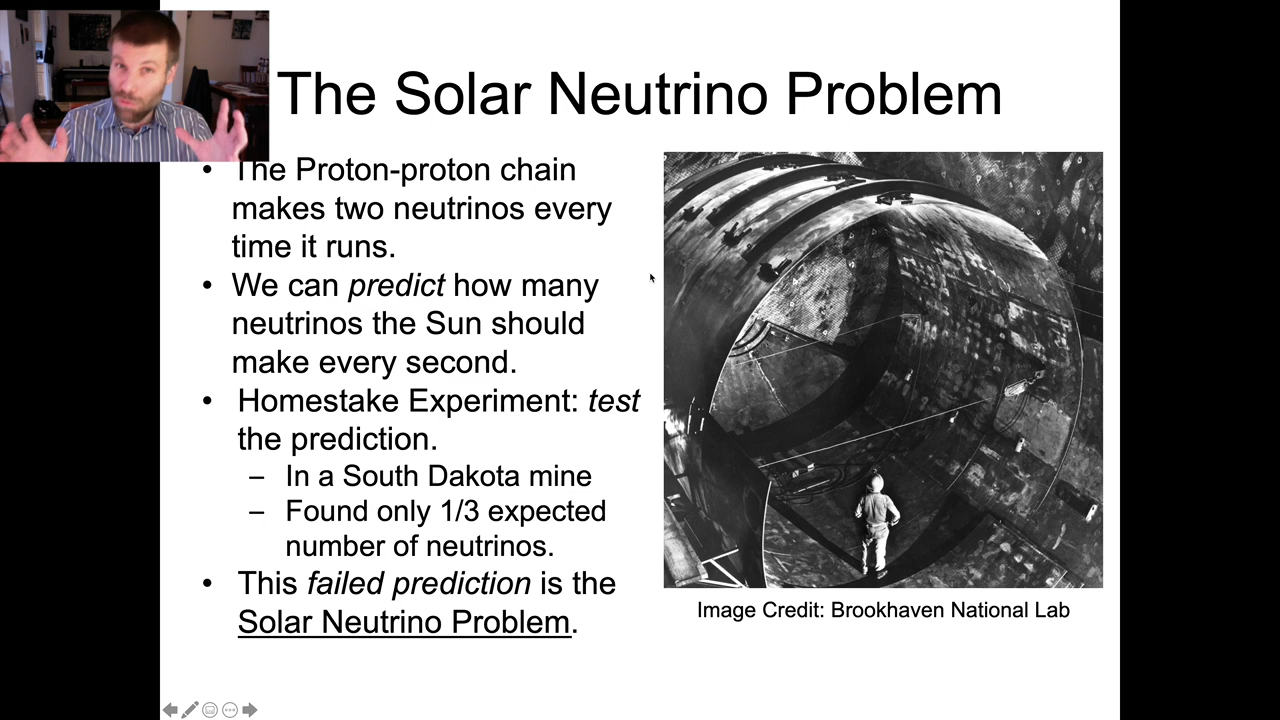 The Solar Neutrino Problem
• The Proton-proton chain
makes two neutrinos every
time it runs.
• We can predict how many
neutrinos the Sun should
make every second.
• Homestake Experiment: test
the prediction.
– In a South Dakota mine
– Found only 1/3 expected
number of neutrinos.
• This failed prediction is the
Solar Neutrino Problem.
Image Credit: Brookhaven National Lab